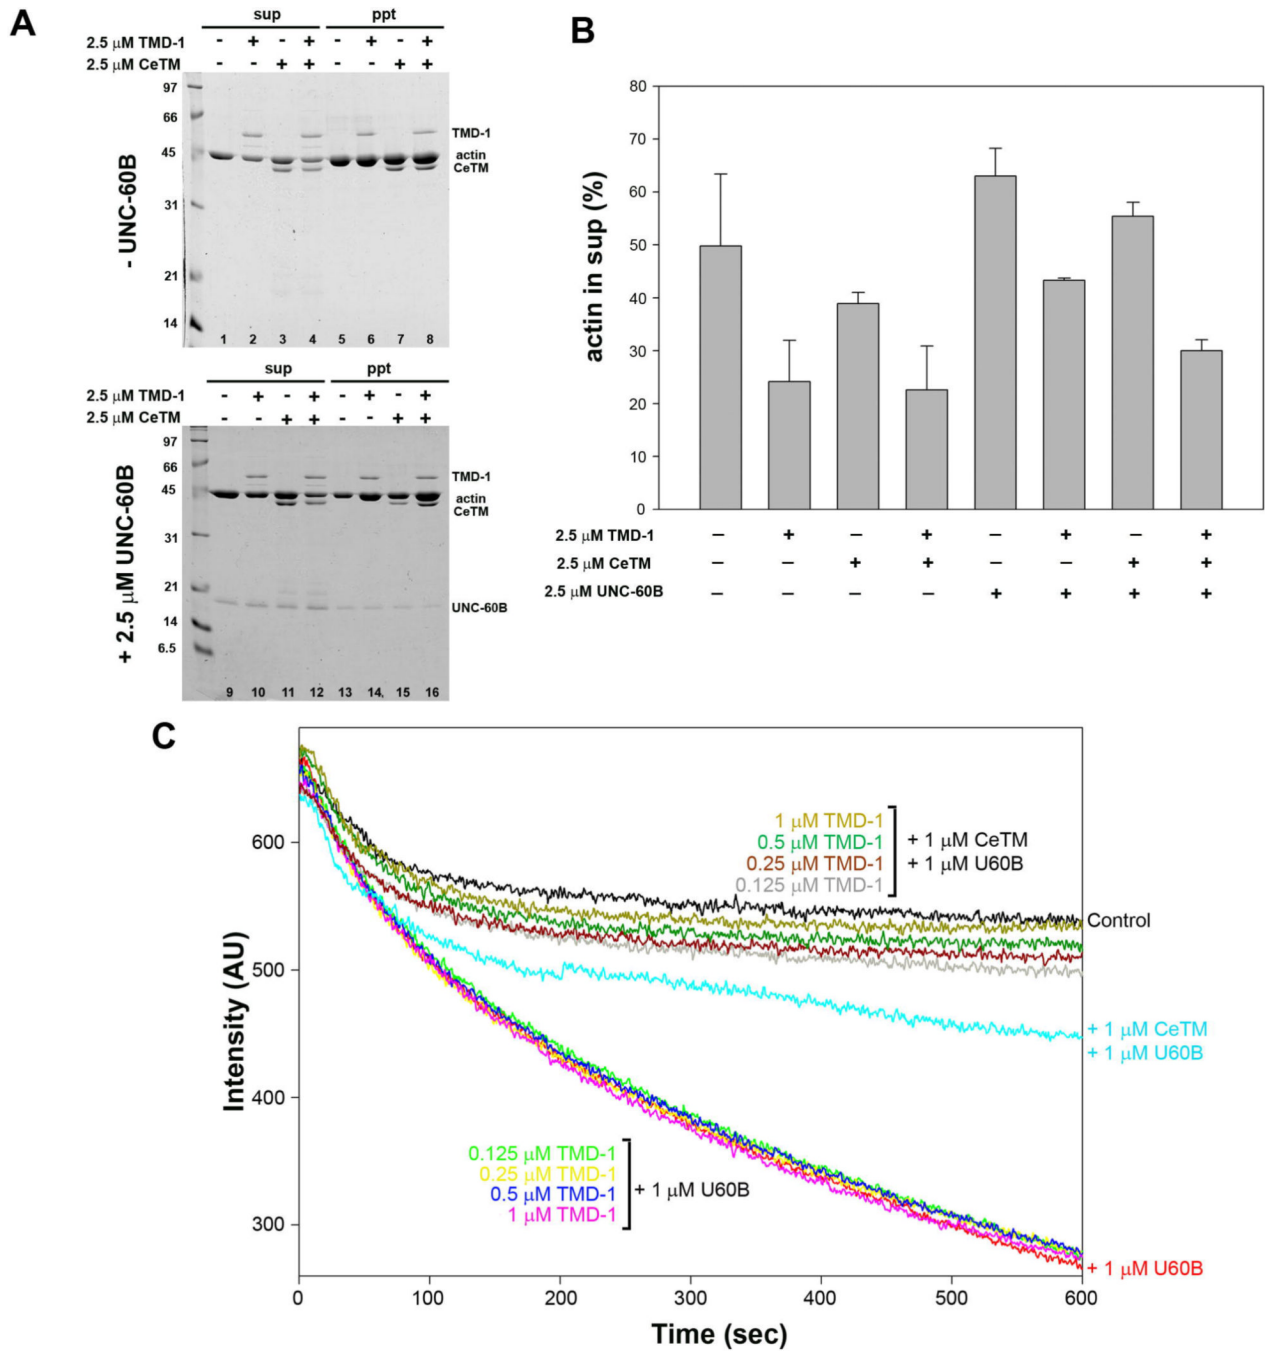 A
sup ppt
2.5 μM TMD-1 - + - + - + - +
2.5 μM CeTM - - + + - - + +
97
66
45
31
21
14
TMD-1
actin
CeTM
- UNC-60B
1 2 3 4 5 6 7 8
sup ppt
2.5 μM TMD-1 - + - + - + - +
2.5 μM CeTM - - + + - - + +
97
66
45
31
21
14
6.5
TMD-1
actin
CeTM
UNC-60B
+ 2.5 μM UNC-60B
9 10 11 12 13 14 15 16
B
80
70
60
50
40
30
20
10
0
actin in sup (%)
2.5 μM TMD-1 – + – + – + – +
2.5 μM CeTM – – + + – – + +
2.5 μM UNC-60B – – – – + + + +
C
600
500
400
300
Intensity (AU)
1 μM TMD-1
0.5 μM TMD-1
0.25 μM TMD-1
0.125 μM TMD-1
+ 1 μM CeTM
+ 1 μM U60B
Control
+ 1 μM CeTM
+ 1 μM U60B
0.125 μM TMD-1
0.25 μM TMD-1
0.5 μM TMD-1
1 μM TMD-1
+ 1 μM U60B
+ 1 μM U60B
0 100 200 300 400 500 600
Time (sec)